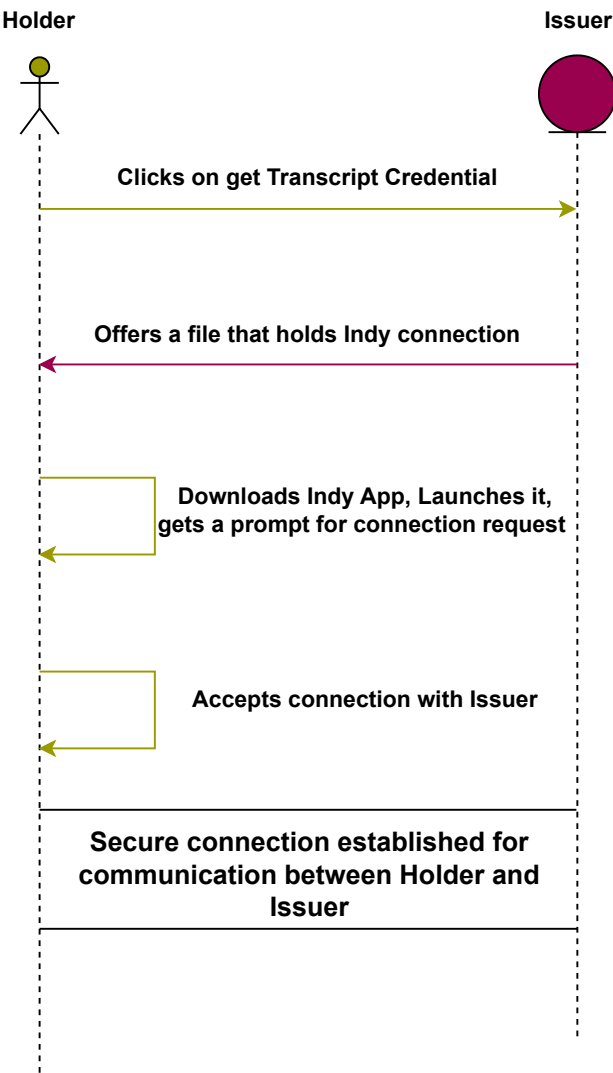 Holder
Issuer
Clicks on get Transcript Credential
Offers a file that holds Indy connection
Downloads Indy App, Launches it,
gets a prompt for connection request
Accepts connection with Issuer
Secure connection established for
communication between Holder and
Issuer